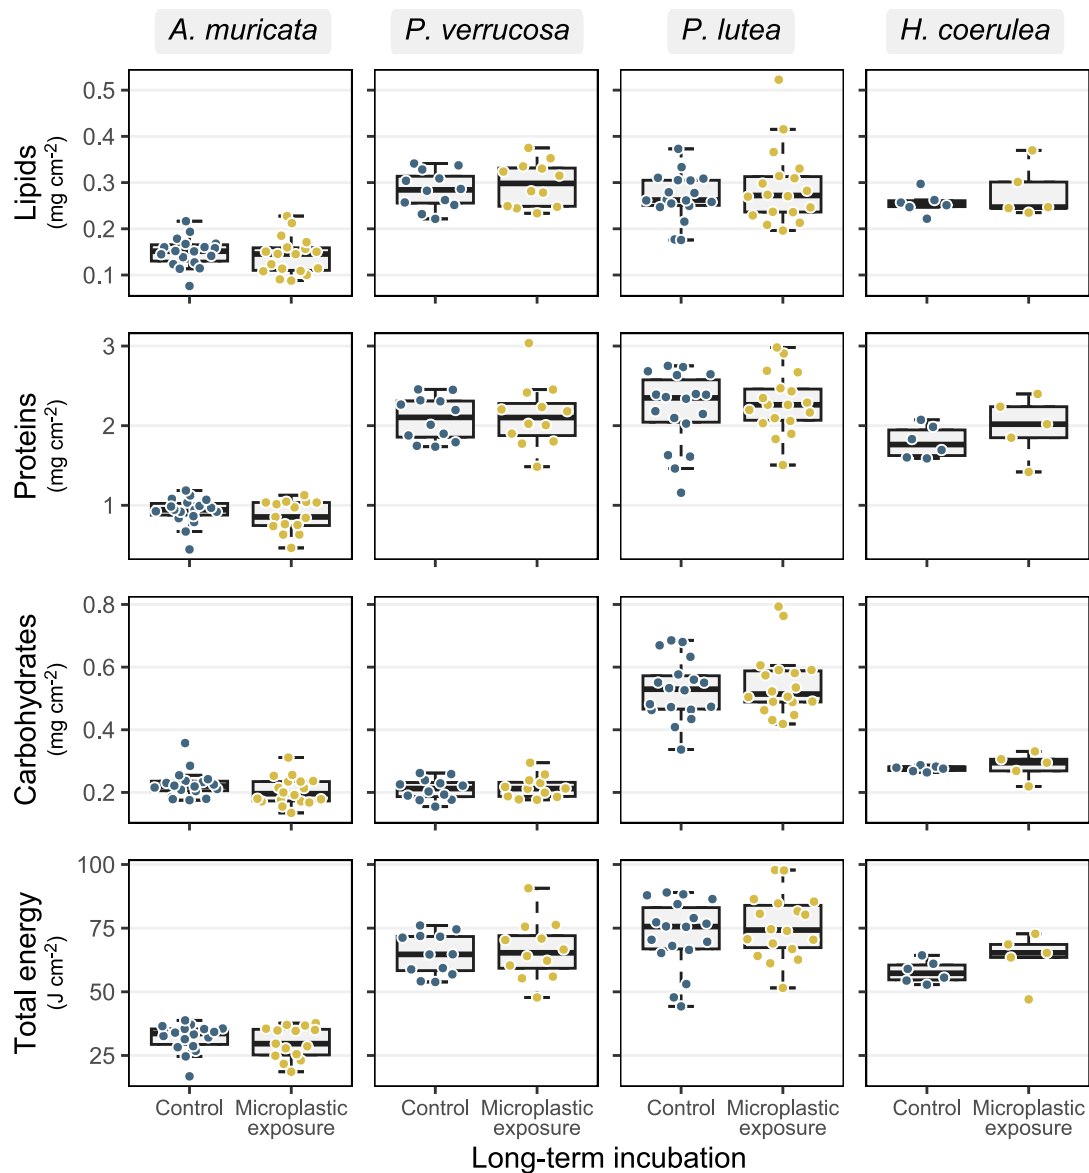 A. muricata P. verrucosa P. lutea H. coerulea
Lipids
(mg cm-2)
0.5
0.4
0.3
0.2
0.1
Proteins
(mg cm-2)
3
2
1
Carbohydrates
(mg cm-2)
0.8
0.6
0.4
0.2
Total energy
(J cm-2)
100
75
50
25
Control Microplastic Control Microplastic Control Microplastic Control Microplastic
exposure exposure exposure exposure
Long-term incubation